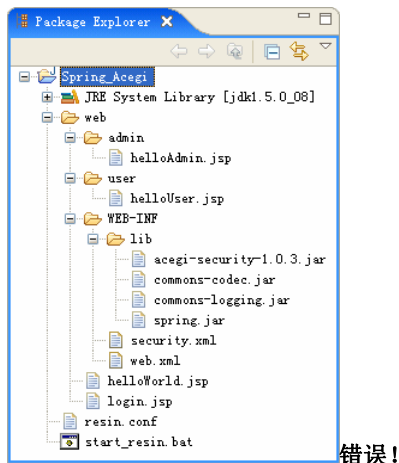 Package Explorer
Spring_Acegi
JRE System Library [jdk1.5.0_08]
web
admin
helloAdmin.jsp
user
helloUser.jsp
WEB-INF
lib
acegi-security-1.0.3.jar
commons-codec.jar
commons-logging.jar
spring.jar
security.xml
web.xml
helloWorld.jsp
login.jsp
resin.conf
start_resin.bat
错误！